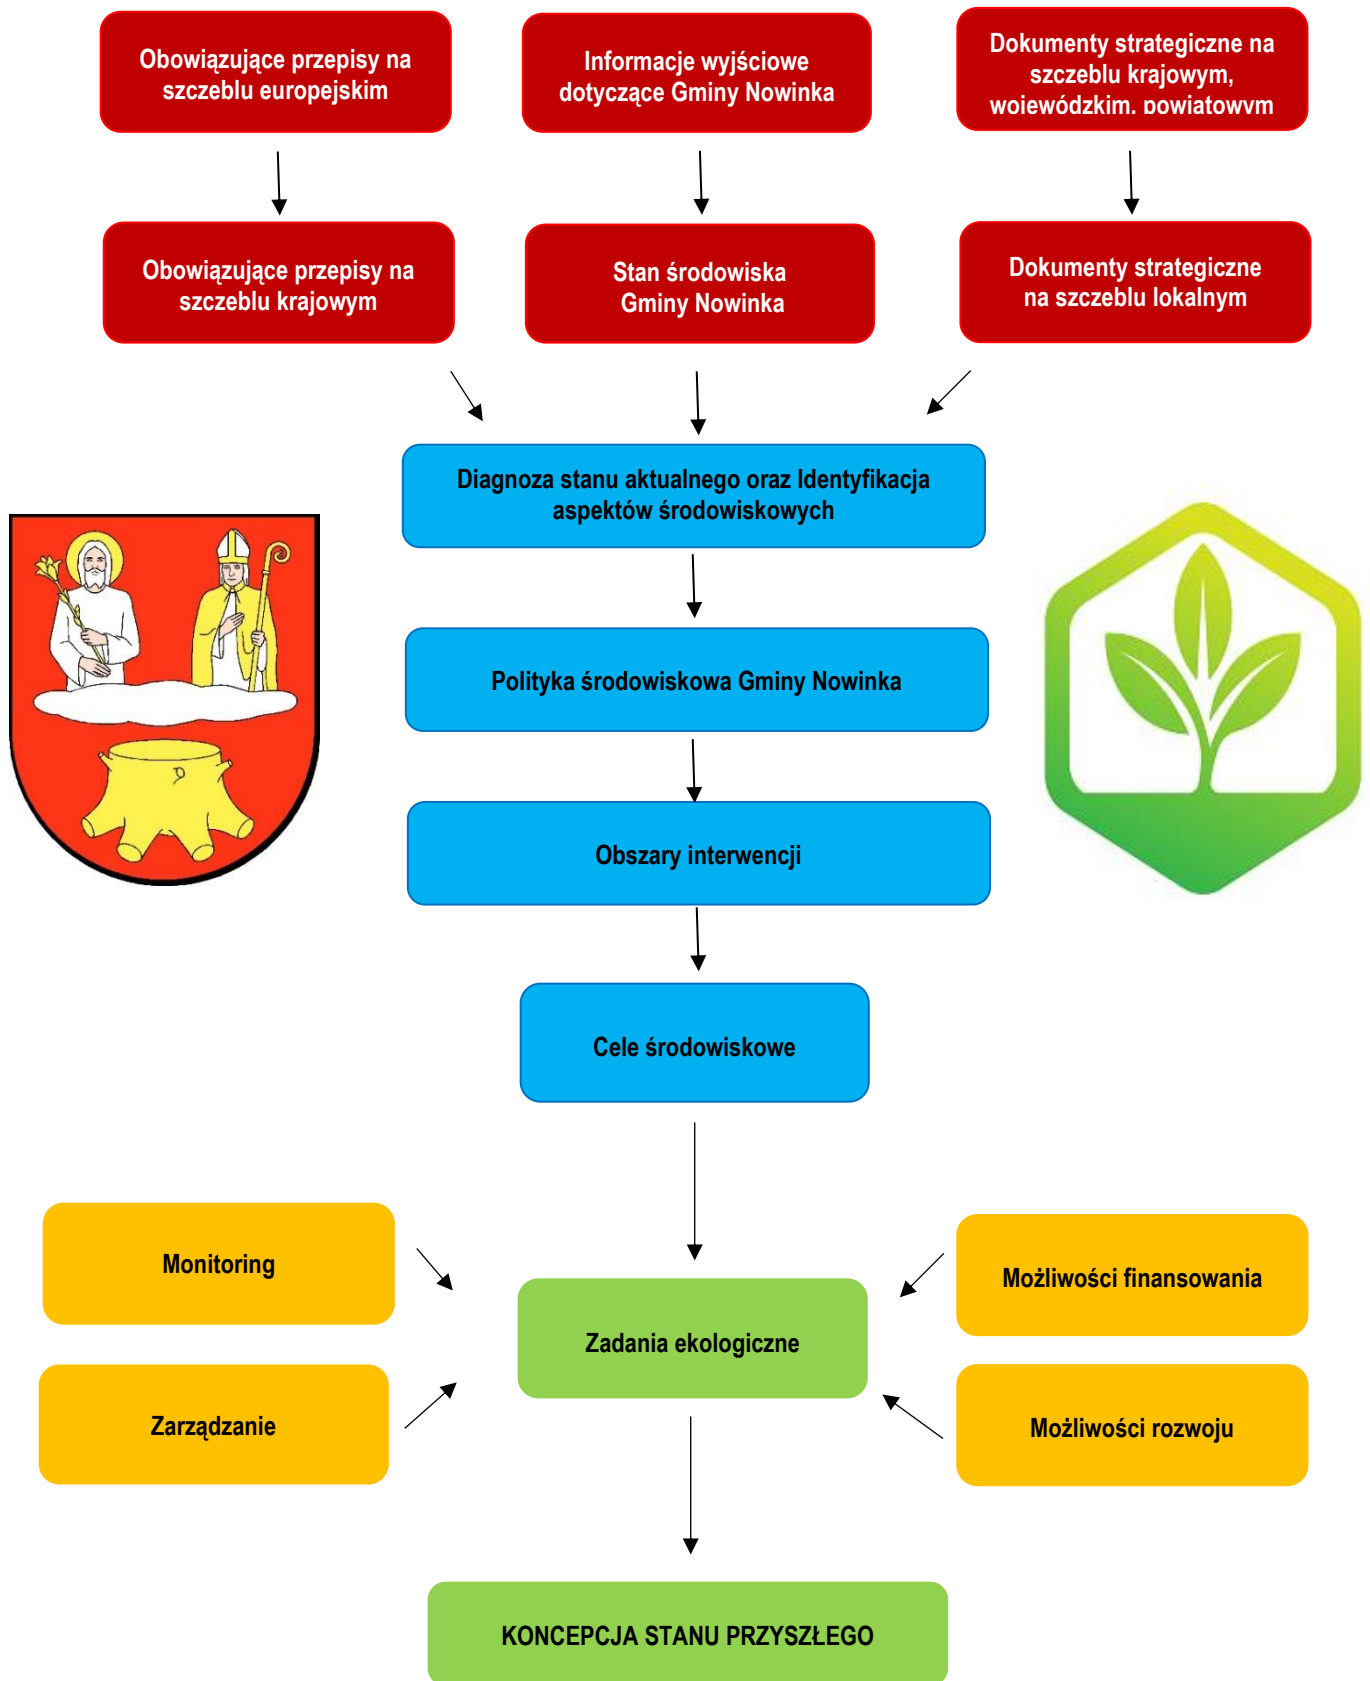 Obowiązujące przepisy na
szczeblu europejskim
Informacje wyjściowe
dotyczące Gminy Nowinka
Dokumenty strategiczne na
szczeblu krajowym,
wojewódzkim, powiatowym
Obowiązujące przepisy na
szczeblu krajowym
Stan środowiska
Gminy Nowinka
Dokumenty strategiczne
na szczeblu lokalnym
Diagnoza stanu aktualnego oraz Identyfikacja
aspektów środowiskowych
Polityka środowiskowa Gminy Nowinka
Obszary interwencji
Cele środowiskowe
Monitoring
Możliwości finansowania
Zadania ekologiczne
Zarządzanie
Możliwości rozwoju
KONCEPCJA STANU PRZYSZŁEGO